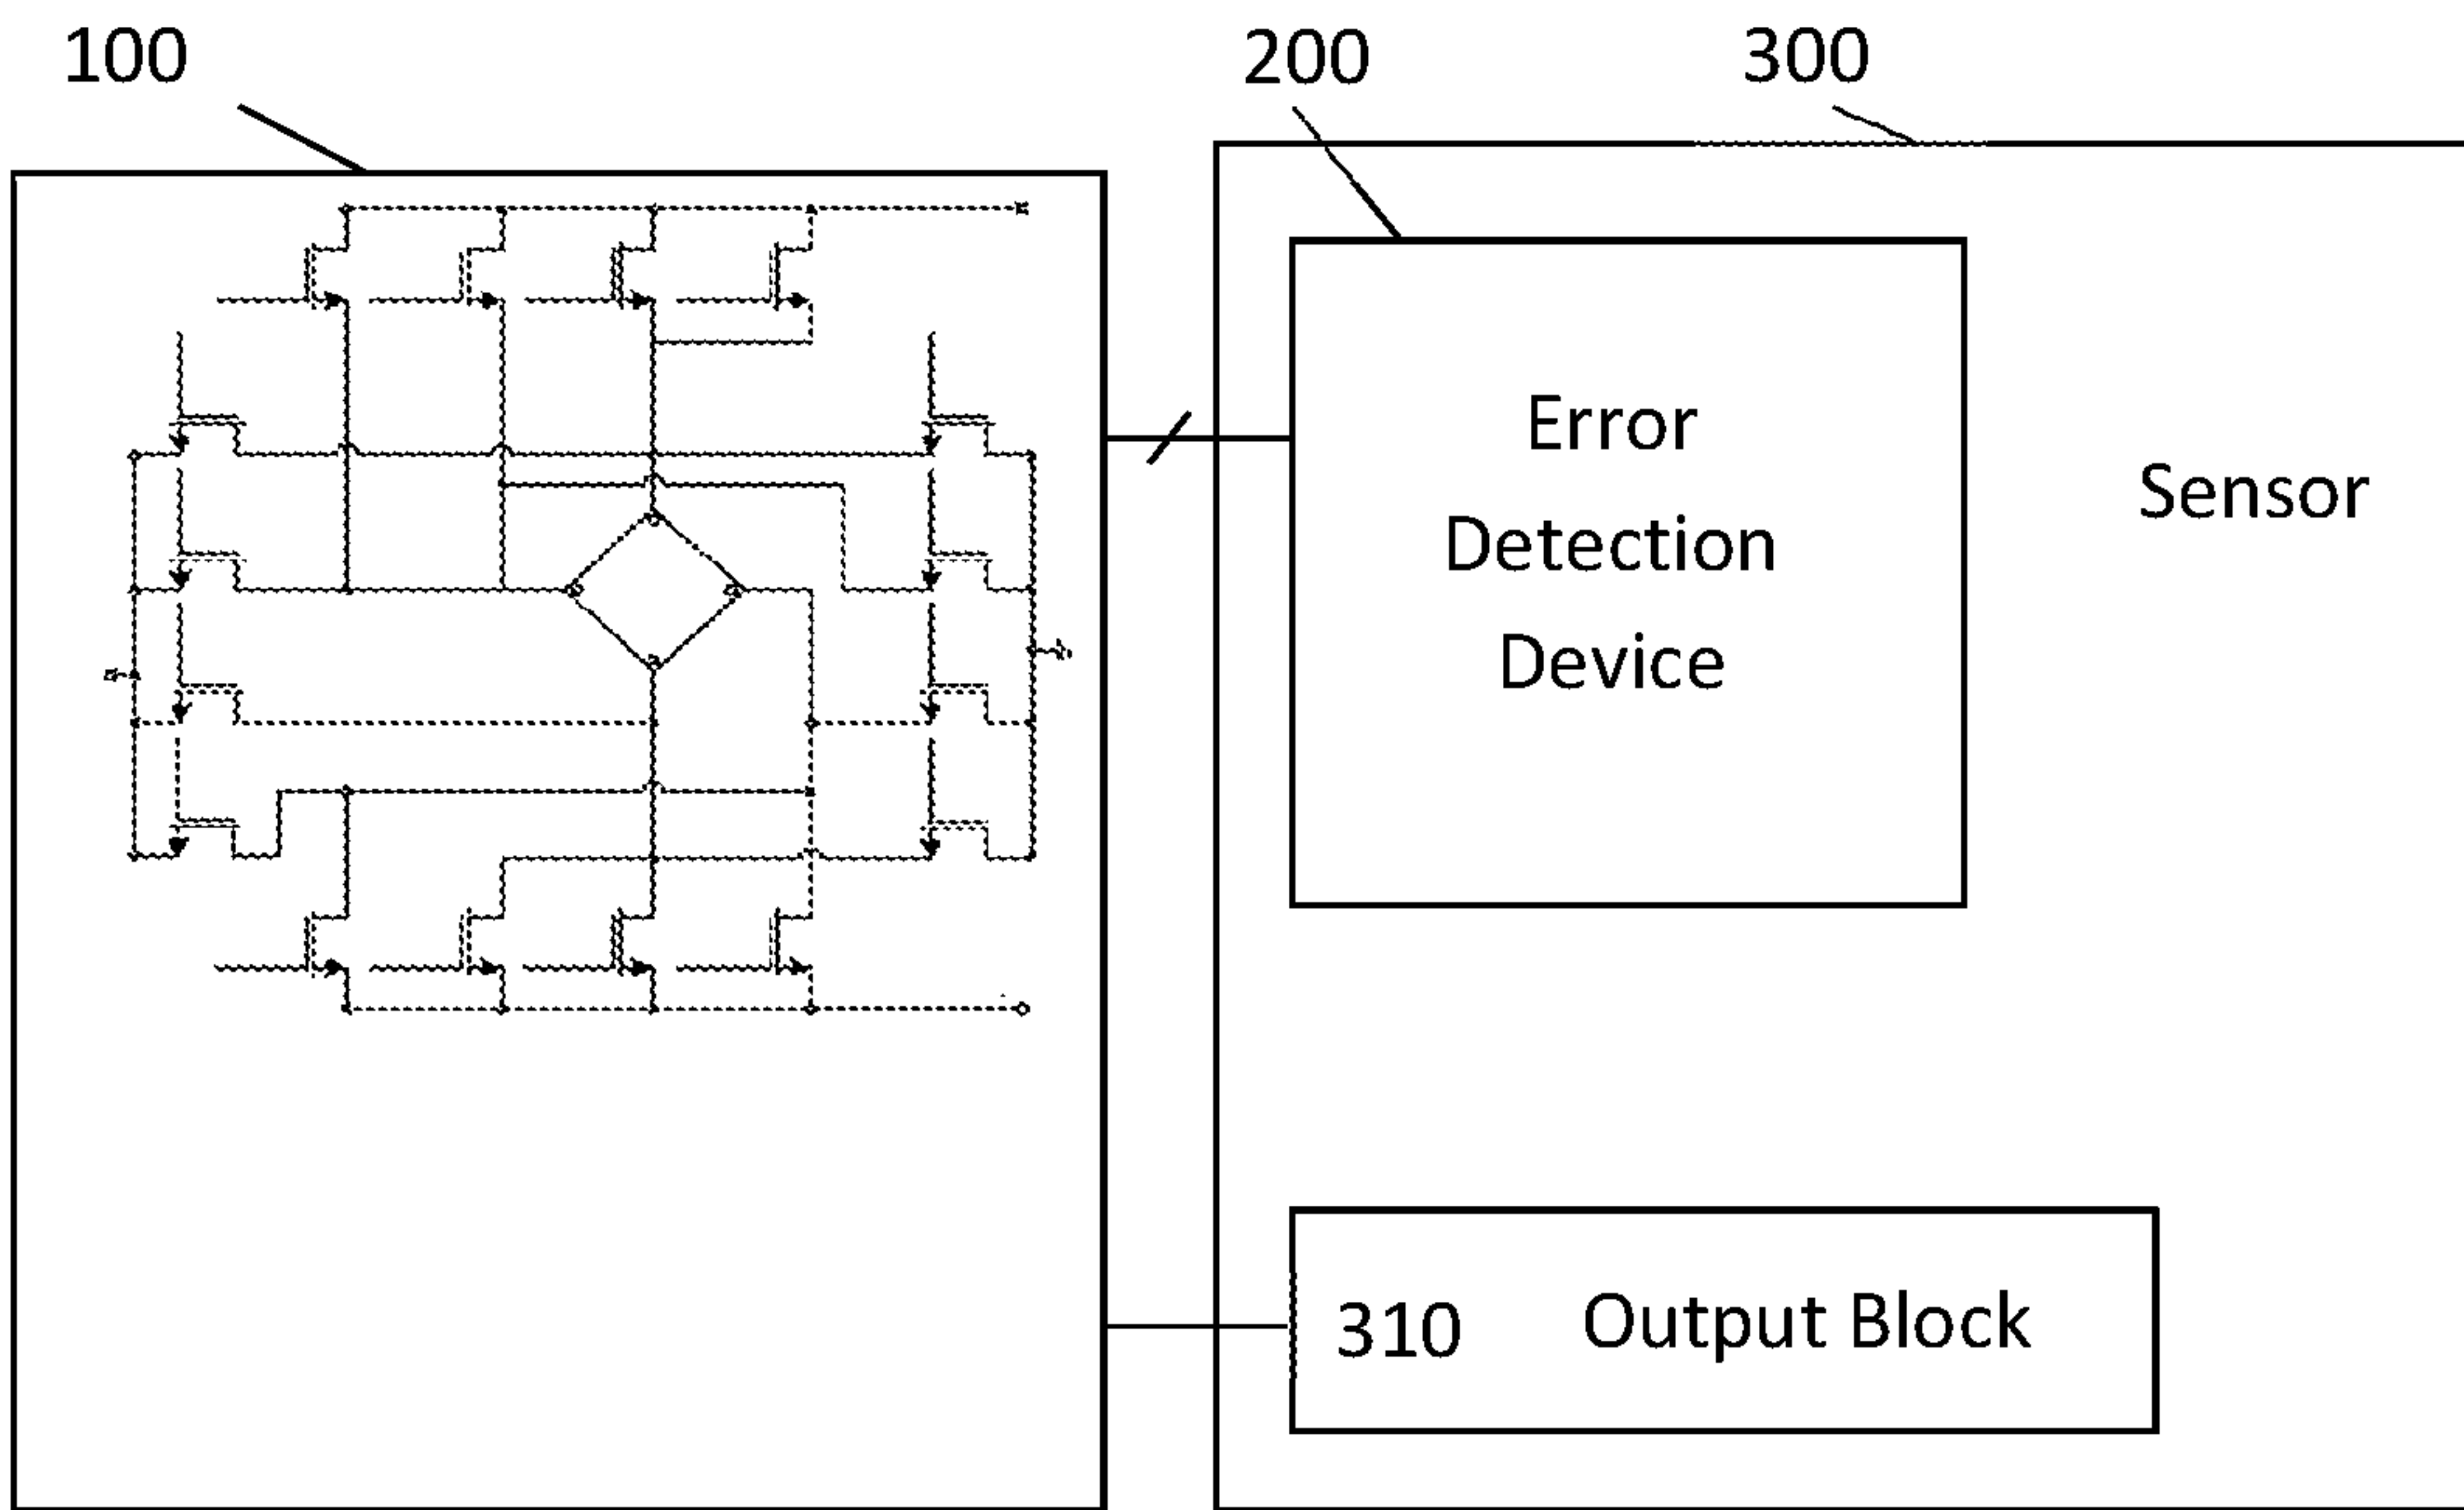 100
200
300
Error
Detection
Device
Sensor
310 Output Block